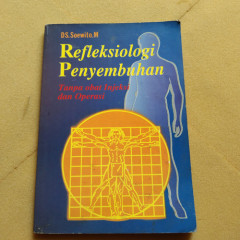 DS. Soewito, M
Refleksiologi
Penyembuhan
Tanpa obat Injeksi
dan Operasi